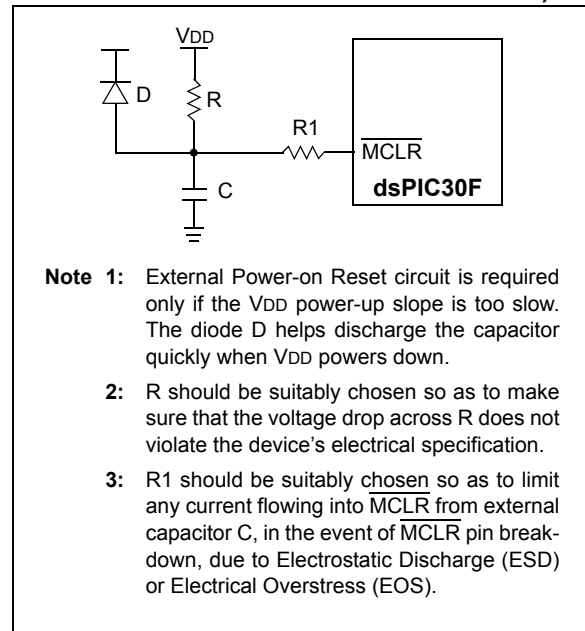 VDD
D
R
R1
MCLR
C
dsPIC30F
Note 1: External Power-on Reset circuit is required
only if the VDD power-up slope is too slow.
The diode D helps discharge the capacitor
quickly when VDD powers down.
2: R should be suitably chosen so as to make
sure that the voltage drop across R does not
violate the device's electrical specification.
3: R1 should be suitably chosen so as to limit
any current flowing into MCLR from external
capacitor C, in the event of MCLR pin break-
down, due to Electrostatic Discharge (ESD)
or Electrical Overstress (EOS).